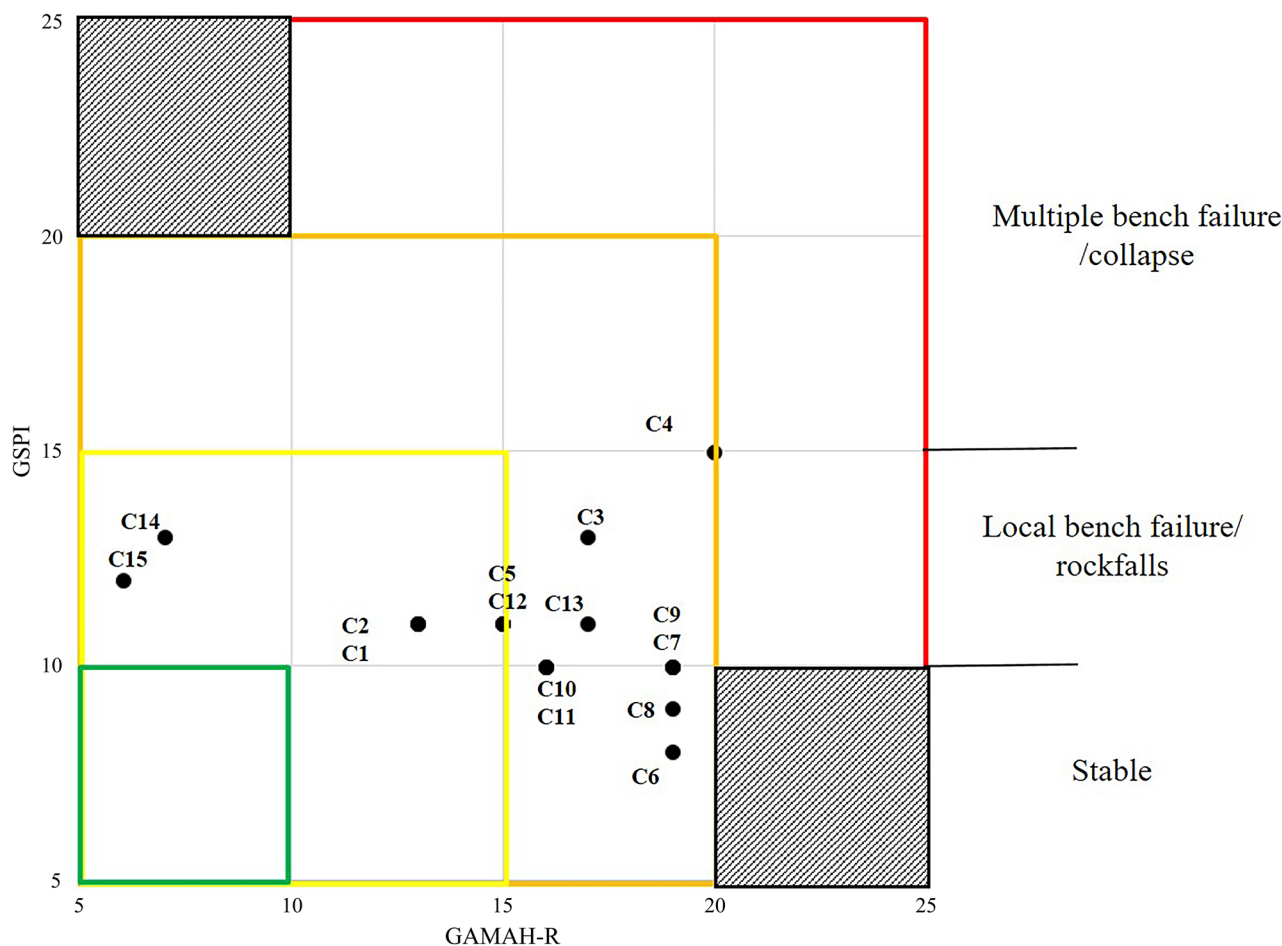 25
20
Multiple bench failure
/collapse
C4
GSPI
15
C14
C3
Local bench failure/
rockfalls
C15
C5
C12
C13
C9
C2
C7
C1
10
C10
C8
C11
Stable
C6
5
5
10
15
20
25
GAMAH-R